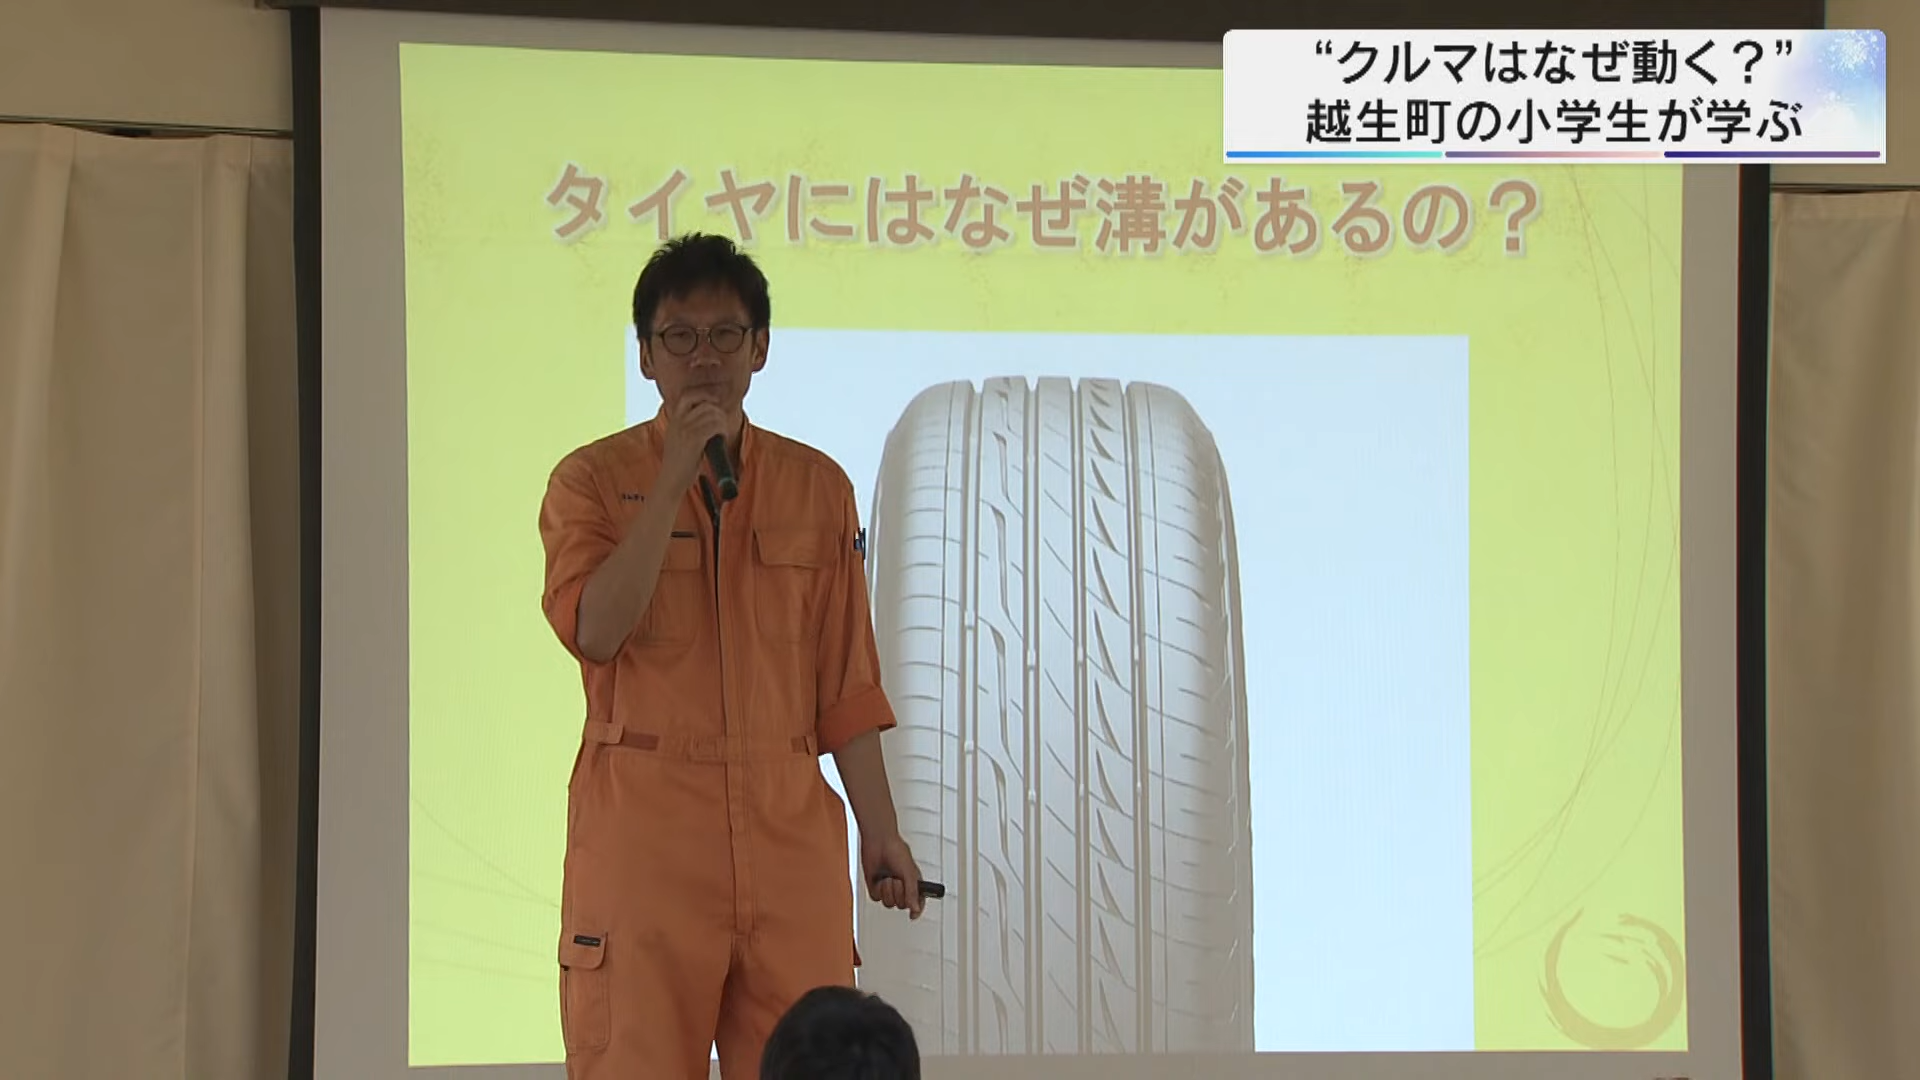 “クルマはなぜ動く？”
越生町の小学生が学ぶ
タイヤにはなぜ溝があるの？